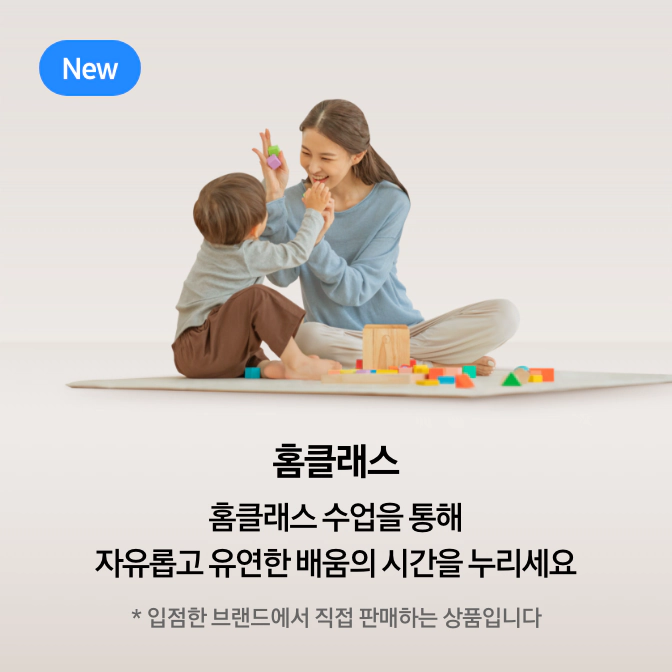 New
홈클래스
홈클래스 수업을 통해
자유롭고 유연한 배움의 시간을 누리세요
* 입점한 브랜드에서 직접 판매하는 상품입니다